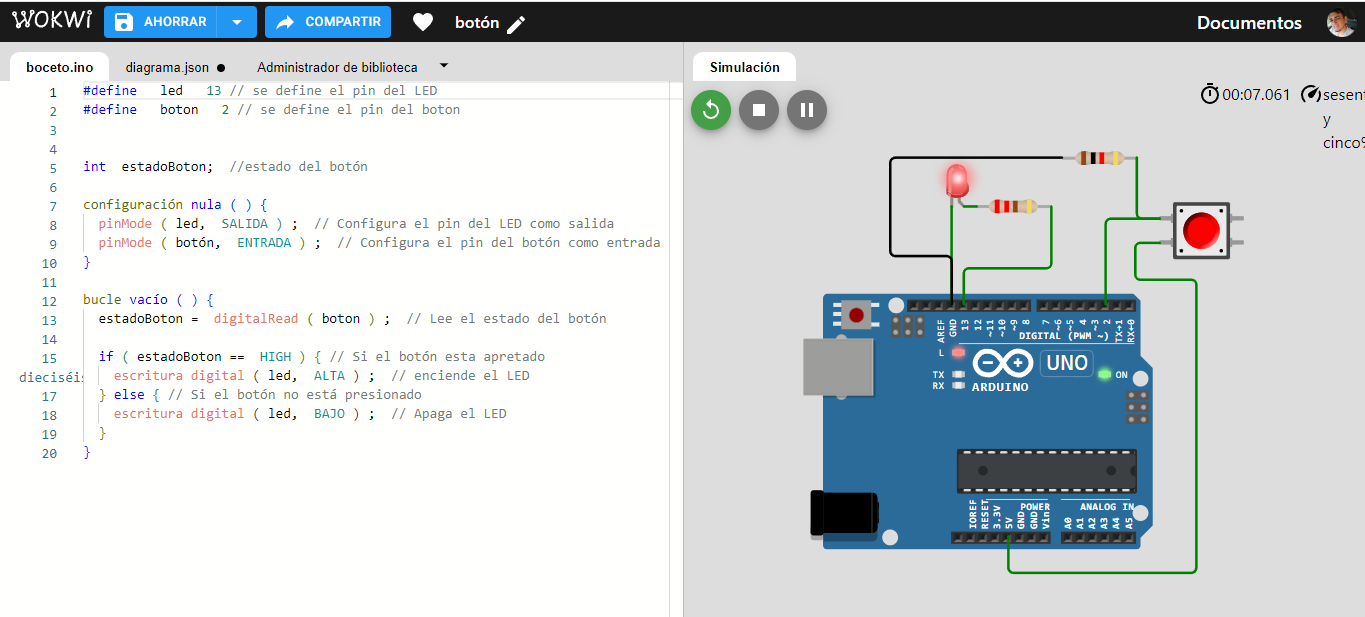 WOKWI AHORRAR COMPARTIR botón Documentos
boceto.ino diagrama.json ● Administrador de biblioteca
Simulación
00:07.061 sesent
y
cinco%
1 #define led 13 // se define el pin del LED
2 #define boton 2 // se define el pin del boton
3
4
5 int estadoBoton; //estado del botón
6
7 configuración nula ( ) {
8 pinMode ( led, SALIDA ) ; // Configura el pin del LED como salida
9 pinMode ( botón, ENTRADA ) ; // Configura el pin del botón como entrada
10 }
11
12 bucle vacío ( ) {
13 estadoBoton = digitalRead ( boton ) ; // Lee el estado del botón
14
15 if ( estadoBoton == HIGH ) { // Si el botón esta apretado
dieciséis escritura digital ( led, ALTA ) ; // enciende el LED
17 } else { // Si el botón no está presionado
18 escritura digital ( led, BAJO ) ; // Apaga el LED
19 }
20 }
AREF GND 13 12 ~11 ~10 ~9 8 7 ~6 ~5 4 ~3 2 TX→1 RX←0
DIGITAL (PWM ~)
L
UNO
TX
RX
ARDUINO
ON
IOREF RESET 3.3V 5V GND GND Vin A0 A1 A2 A3 A4 A5
POWER ANALOG IN